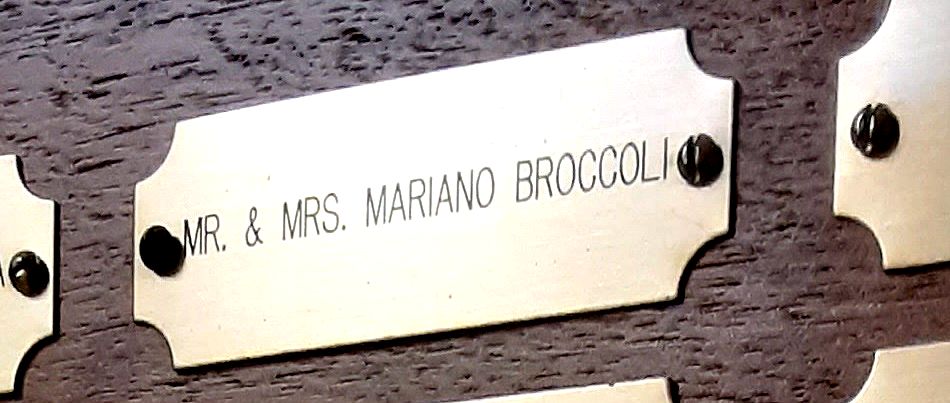 MR. & MRS. MARIANO BROCCOLI